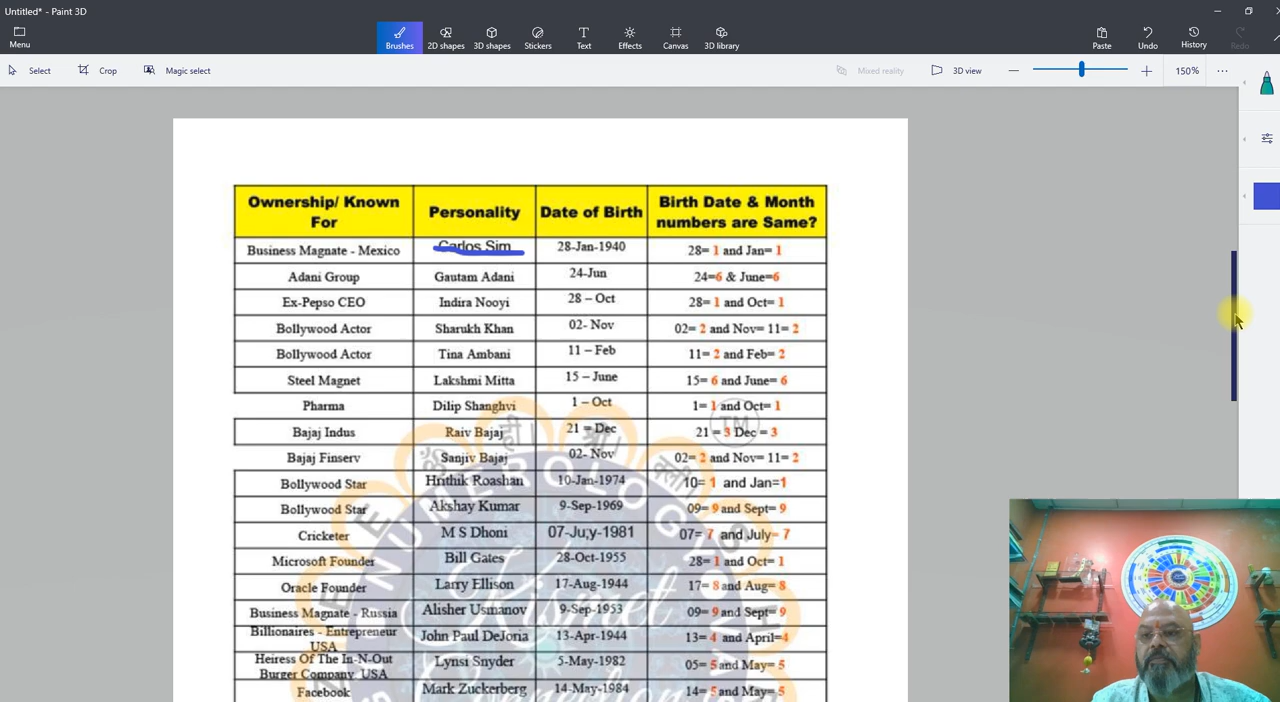 Untitled* - Paint 3D
Menu
Brushes
2D shapes
3D shapes
Stickers
Text
Effects
Canvas
3D library
Paste
Undo
History
Redo
Select
Crop
Magic select
Mixed reality
3D view
150%
Ownership/ Known For Personality Date of Birth Birth Date & Month numbers are Same?
Business Magnate - Mexico Carlos Sim 28-Jan-1940 28= 1 and Jan= 1
Adani Group Gautam Adani 24-Jun 24=6 & June=6
Ex-Pepso CEO Indira Nooyi 28 – Oct 28= 1 and Oct= 1
Bollywood Actor Sharukh Khan 02- Nov 02= 2 and Nov= 11= 2
Bollywood Actor Tina Ambani 11 – Feb 11= 2 and Feb= 2
Steel Magnet Lakshmi Mitta 15 – June 15= 6 and June= 6
Pharma Dilip Shanghvi 1 – Oct 1= 1 and Oct= 1
Bajaj Indus Raiv Bajaj 21 – Dec 21 = 3 Dec = 3
Bajaj Finserv Sanjiv Bajaj 02- Nov 02= 2 and Nov= 11= 2
Bollywood Star Hrithik Roashan 10-Jan-1974 10= 1 and Jan=1
Bollywood Star Akshay Kumar 9-Sep-1969 09= 9 and Sept= 9
Cricketer M S Dhoni 07-Ju;y-1981 07= 7 and July= 7
Microsoft Founder Bill Gates 28-Oct-1955 28= 1 and Oct= 1
Oracle Founder Larry Ellison 17-Aug-1944 17= 8 and Aug= 8
Business Magnate - Russia Alisher Usmanov 9-Sep-1953 09= 9 and Sept= 9
Billionaires - Entrepreneur USA John Paul DeJoria 13-Apr-1944 13= 4 and April=4
Heiress Of The In-N-Out Burger Company, USA Lynsi Snyder 5-May-1982 05= 5 and May= 5
Facebook Mark Zuckerberg 14-May-1984 14= 5 and May= 5
TM
ॐ
ह्रीं
श्रीं
क्लीं
NUMEROLOGY
Kismet
Connection